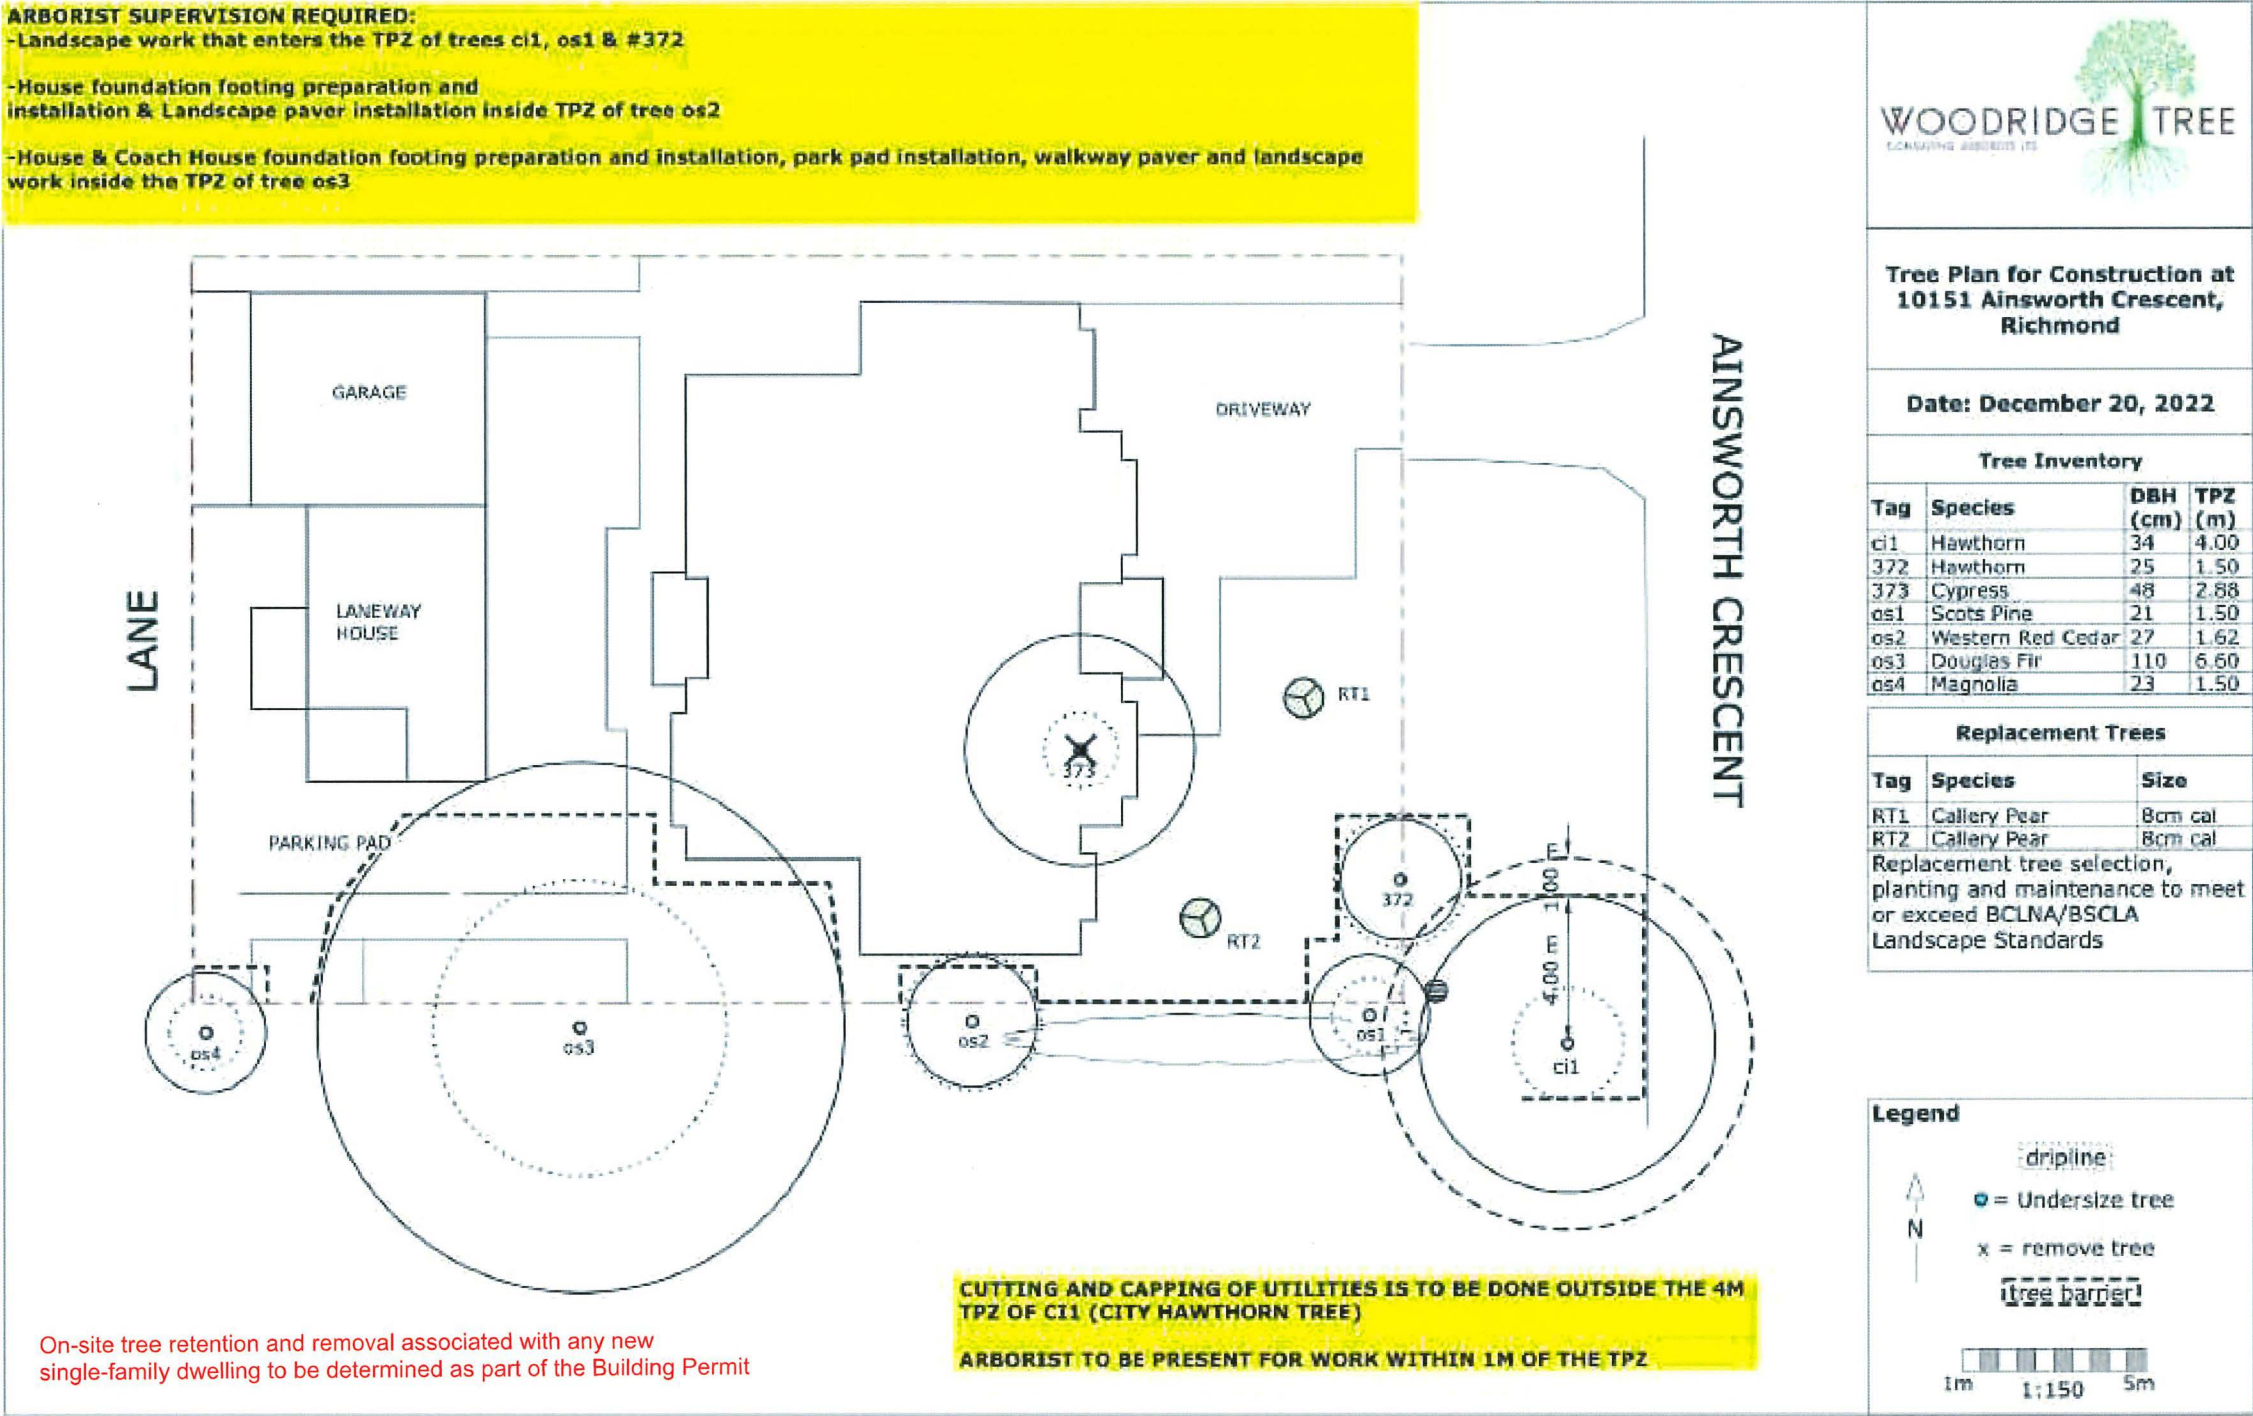 ARBORIST SUPERVISION REQUIRED:
-Landscape work that enters the TPZ of trees ci1, os1 & #372
-House foundation footing preparation and
installation & Landscape paver installation inside TPZ of tree os2
-House & Coach House foundation footing preparation and installation, park pad installation, walkway paver and landscape
work inside the TPZ of tree os3
WOODRIDGE TREE
CONSULTING ARBORISTS LTD
Tree Plan for Construction at
10151 Ainsworth Crescent,
Richmond
Date: December 20, 2022
Tree Inventory
Tag Species DBH (cm) TPZ (m)
ci1 Hawthorn 34 4.00
372 Hawthorn 25 1.50
373 Cypress 48 2.88
os1 Scots Pine 21 1.50
os2 Western Red Cedar 27 1.62
os3 Douglas Fir 110 6.60
os4 Magnolia 23 1.50
Replacement Trees
Tag Species Size
RT1 Callery Pear 8cm cal
RT2 Callery Pear 8cm cal
Replacement tree selection,
planting and maintenance to meet
or exceed BCLNA/BSCLA
Landscape Standards
Legend
dripline
= Undersize tree
N
x = remove tree
tree barrier
1m 1:150 5m
GARAGE
DRIVEWAY
AINSWORTH CRESCENT
LANE
LANEWAY
HOUSE
RT1
373
PARKING PAD
372
RT2
1.00 m
4.00 m
os4
os3
os2
os1
ci1
CUTTING AND CAPPING OF UTILITIES IS TO BE DONE OUTSIDE THE 4M
TPZ OF CI1 (CITY HAWTHORN TREE)
ARBORIST TO BE PRESENT FOR WORK WITHIN 1M OF THE TPZ
On-site tree retention and removal associated with any new
single-family dwelling to be determined as part of the Building Permit